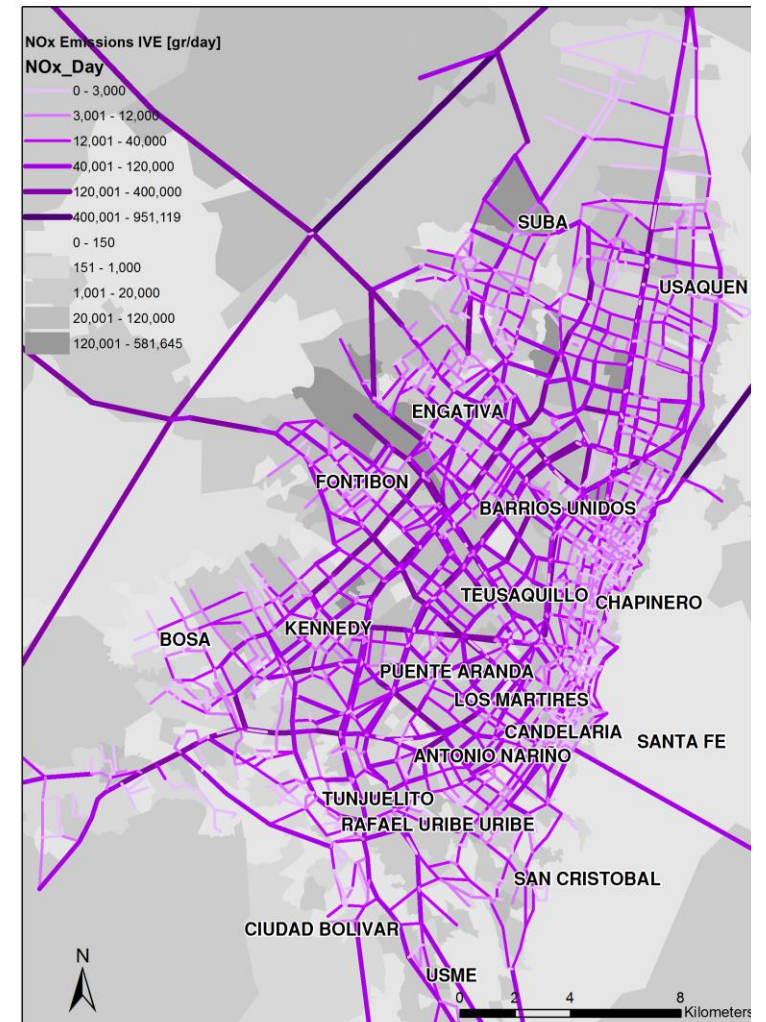 NOx Emissions IVE [gr/day]
NOx_Day
0 - 3,000
3,001 - 12,000
12,001 - 40,000
40,001 - 120,000
120,001 - 400,000
400,001 - 951,119
0 - 150
151 - 1,000
1,001 - 20,000
20,001 - 120,000
120,001 - 581,645
SUBA
USAQUEN
ENGATIVA
FONTIBON
BARRIOS UNIDOS
TEUSAQUILLO
CHAPINERO
BOSA
KENNEDY
PUENTE ARANDA
LOS MARTIRES
CANDELARIA
SANTA FE
ANTONIO NARIÑO
TUNJUELITO
RAFAEL URIBE URIBE
SAN CRISTOBAL
CIUDAD BOLIVAR
USME
N
0 2 4 8
Kilometers